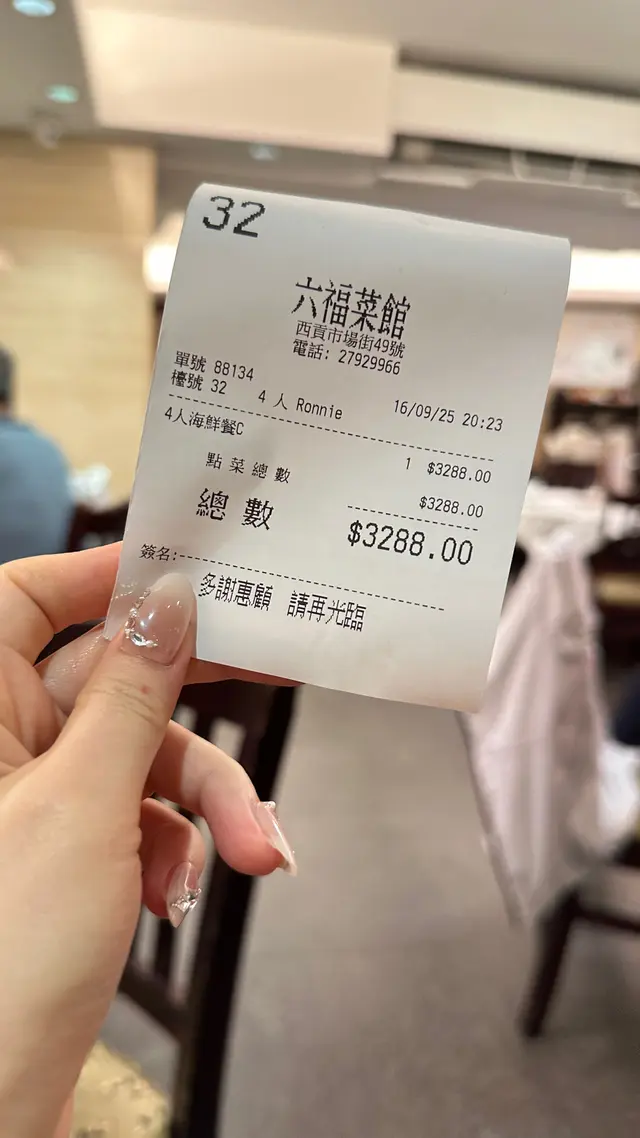 32
六福菜館
西貢市場街49號
電話: 27929966
單號 88134
檯號 32 4 人 Ronnie 16/09/25 20:23
4人海鮮餐C 1 $3288.00
點菜總數 $3288.00
總數 $3288.00
簽名:
多謝惠顧 請再光臨